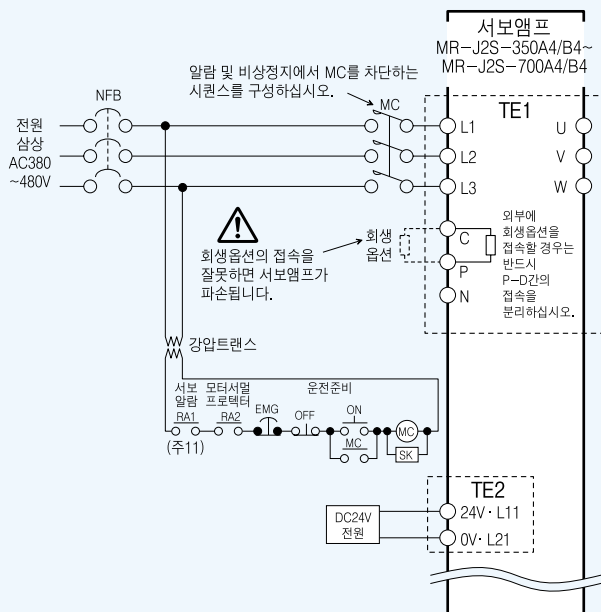 서보앰프
MR-J2S-350A4/B4~
MR-J2S-700A4/B4
알람 및 비상정지에서 MC를 차단하는
시퀀스를 구성하십시오.
NFB
MC
TE1
전원
삼상
AC380
~480V
L1
L2
L3
U
V
W
회생옵션의 접속을
잘못하면 서보앰프가
파손됩니다.
회생
옵션
C
P
N
외부에
회생옵션을
접속할 경우는
반드시
P-D간의
접속을
분리하십시오.
강압트랜스
서보
알람
RA1
(주11)
모터서멀
프로텍터
RA2
EMG
OFF
운전준비
ON
MC
MC
SK
TE2
DC24V
전원
24V·L11
0V·L21